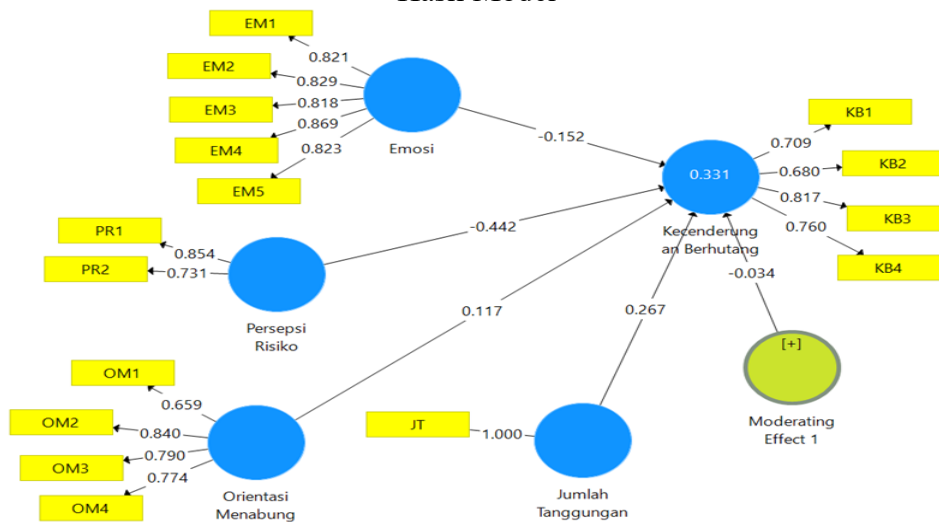 Hasil Model
EM1
EM2
EM3
EM4
EM5
0.821
0.829
0.818
0.869
0.823
Emosi
-0.152
PR1
PR2
0.854
0.731
Persepsi
Risiko
-0.442
OM1
OM2
OM3
OM4
0.659
0.840
0.790
0.774
Orientasi
Menabung
0.117
JT
1.000
Jumlah
Tanggungan
0.267
0.331
Kecenderung
an Berhutang
0.709
0.680
0.817
0.760
KB1
KB2
KB3
KB4
-0.034
[+]
Moderating
Effect 1